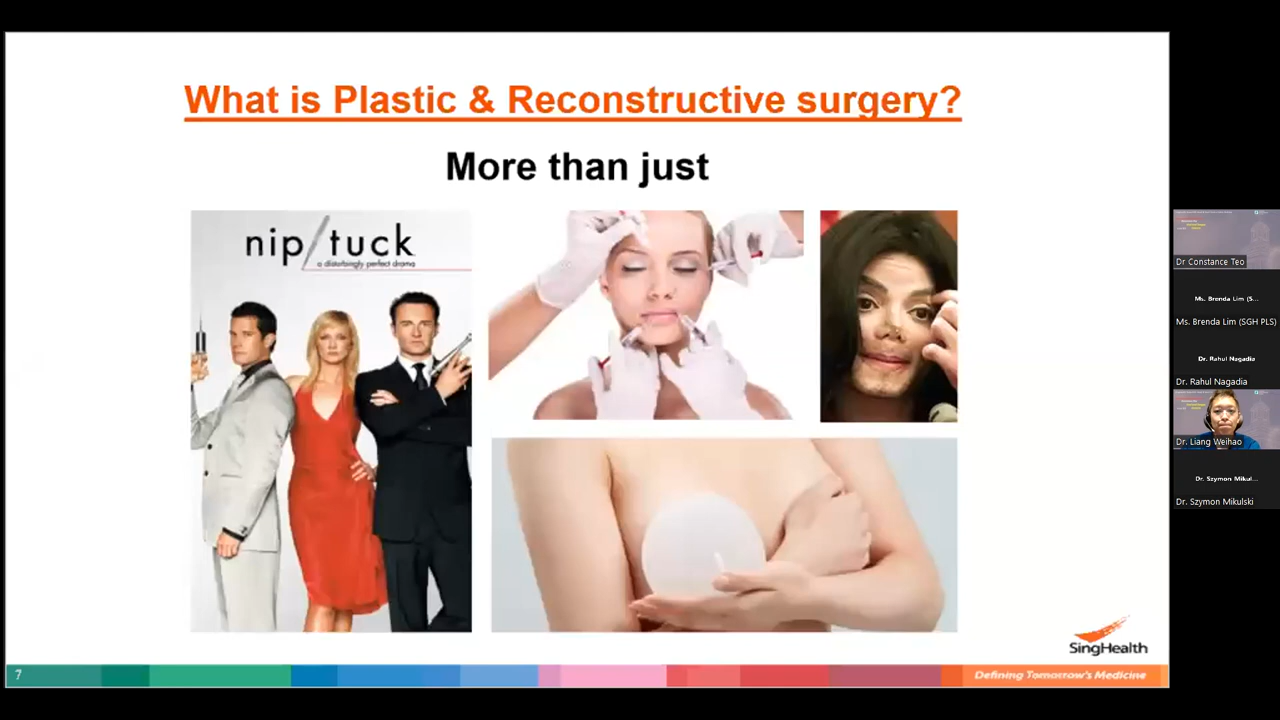 What is Plastic & Reconstructive surgery?
More than just
nip/tuck
a disturbingly perfect drama
Dr Constance Teo
Ms. Brenda Lim (S...
Ms. Brenda Lim (SGH PLS)
Dr. Rahul Nagadia
Dr. Rahul Nagadia
Dr. Liang Weihao
Dr. Szymon Mikul...
Dr. Szymon Mikulski
SingHealth
7
Defining Tomorrow's Medicine